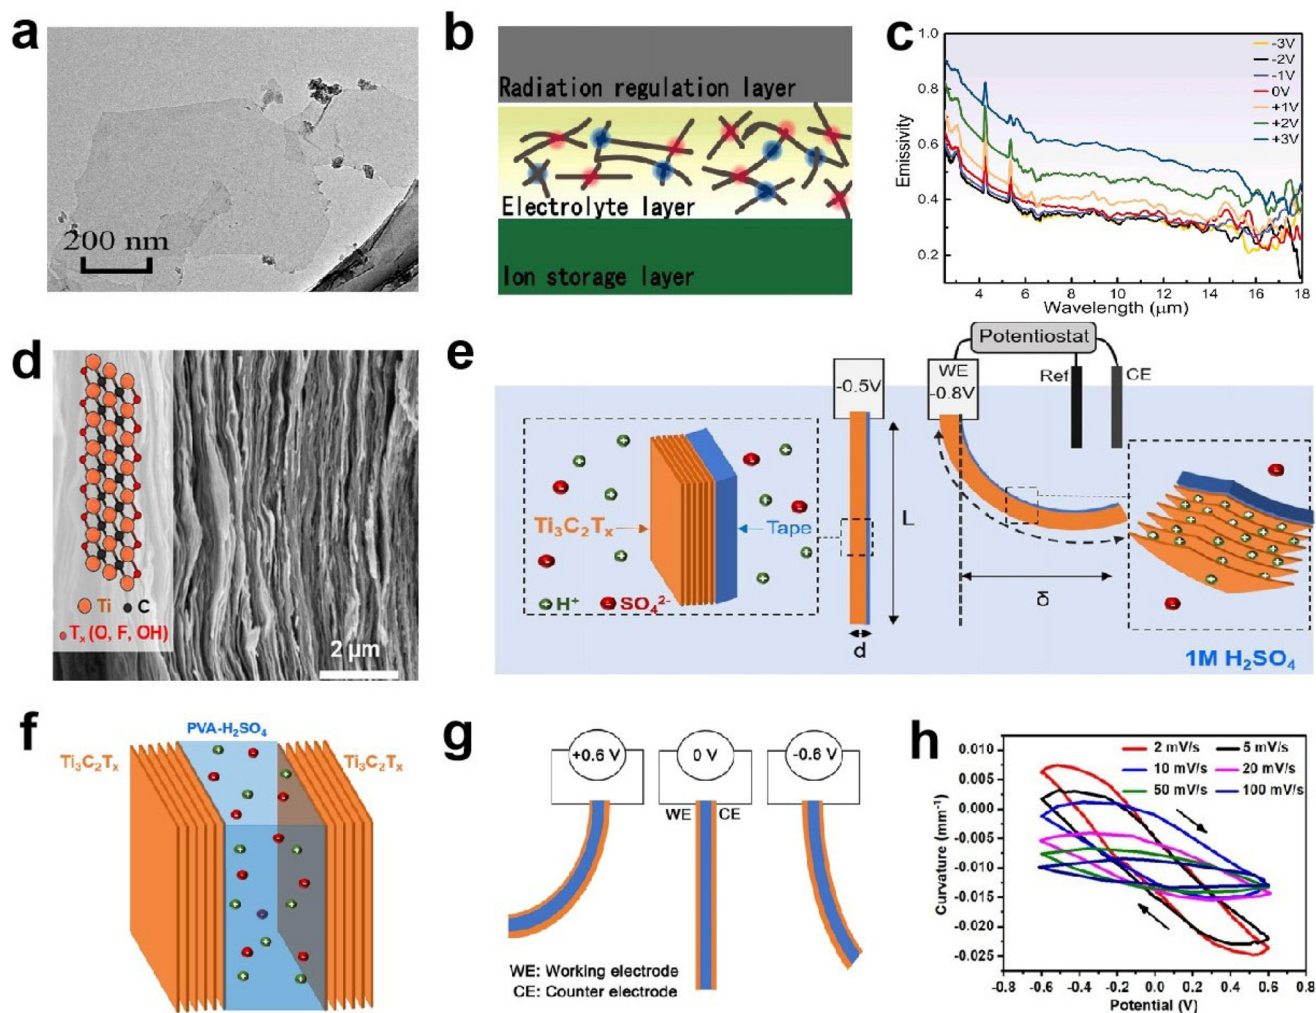 a
200 nm
b
Radiation regulation layer
Electrolyte layer
Ion storage layer
c
1.0
0.8
0.6
0.4
0.2
Emissivity
-3V
-2V
-1V
0V
+1V
+2V
+3V
4 6 8 10 12 14 16 18
Wavelength (μm)
d
Ti C
Tₓ (O, F, OH)
2 μm
e
Potentiostat
-0.5V
WE
-0.8V
Ref
CE
Ti₃C₂Tₓ
Tape
H⁺ SO₄²⁻
L
d
δ
1M H₂SO₄
f
PVA-H₂SO₄
Ti₃C₂Tₓ
Ti₃C₂Tₓ
g
+0.6 V
0 V
-0.6 V
WE CE
WE: Working electrode
CE: Counter electrode
h
2 mV/s 5 mV/s
10 mV/s 20 mV/s
50 mV/s 100 mV/s
0.010
0.005
0.000
-0.005
-0.010
-0.015
-0.020
-0.025
Curvature (mm⁻¹)
-0.8 -0.6 -0.4 -0.2 0.0 0.2 0.4 0.6 0.8
Potential (V)